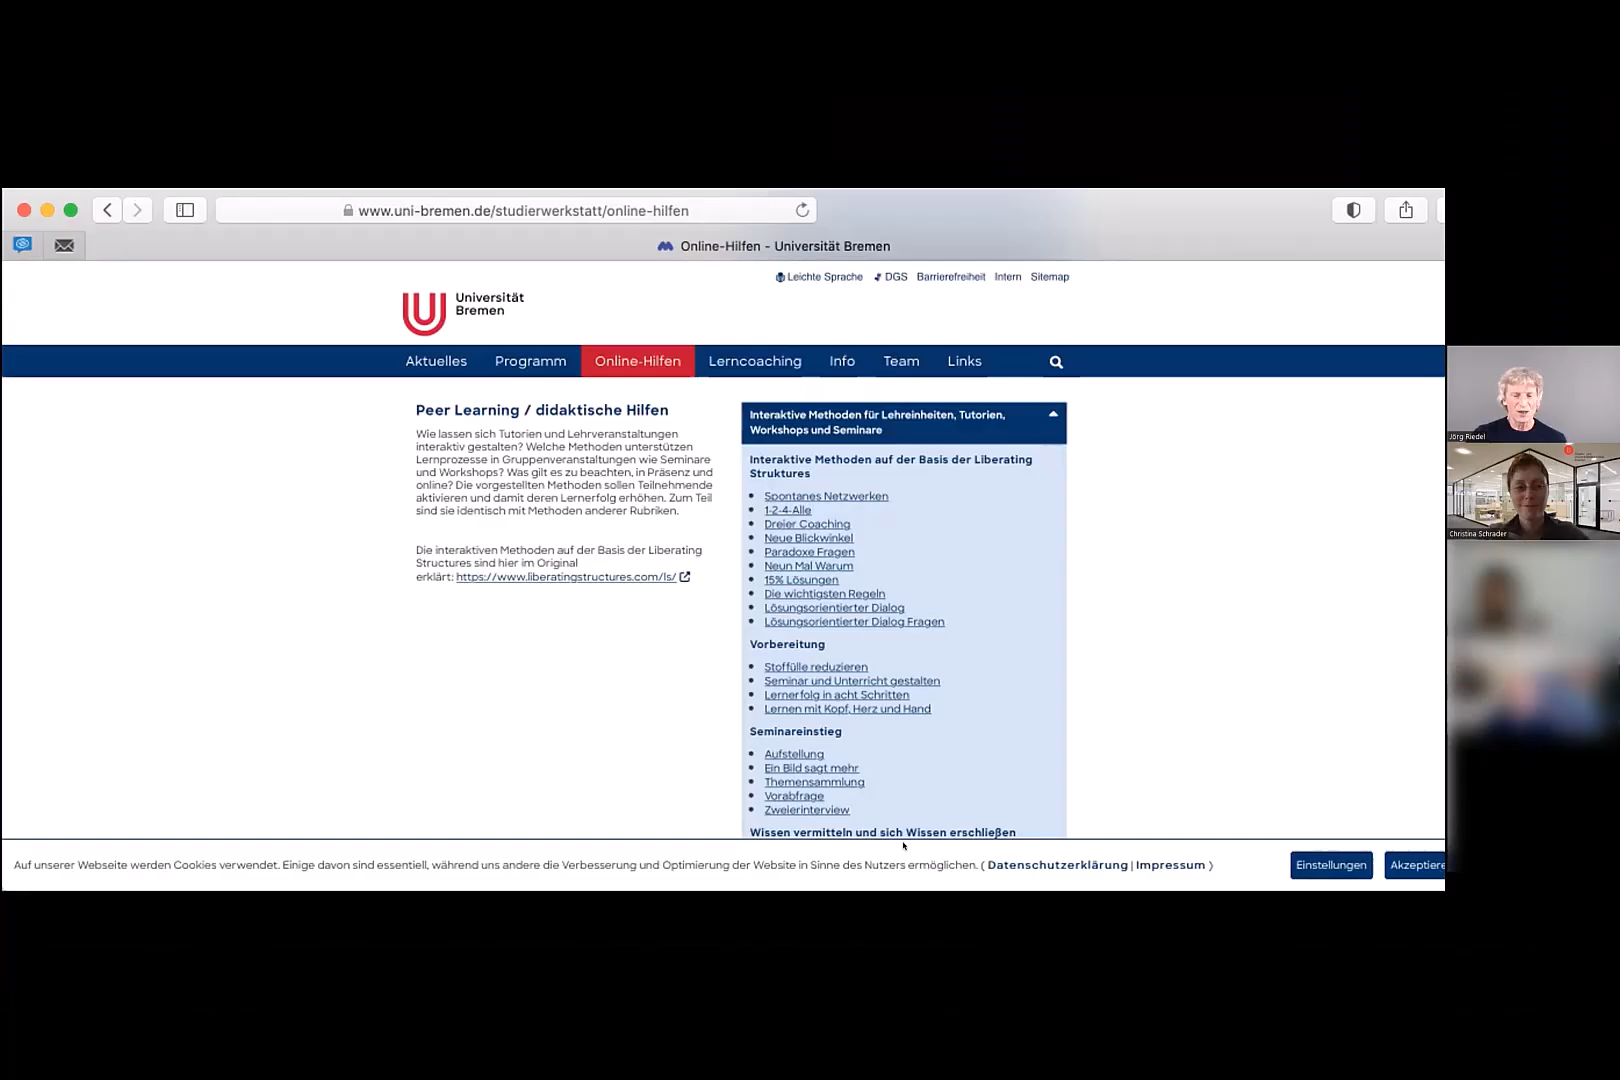 www.uni-bremen.de/studierwerkstatt/online-hilfen
Online-Hilfen – Universität Bremen
Leichte Sprache DGS Barrierefreiheit Intern Sitemap
Universität
Bremen
Aktuelles Programm Online-Hilfen Lerncoaching Info Team Links
Peer Learning / didaktische Hilfen
Wie lassen sich Tutorien und Lehrveranstaltungen
interaktiv gestalten? Welche Methoden unterstützen
Lernprozesse in Gruppenveranstaltungen wie Seminare
und Workshops? Was gilt es zu beachten, in Präsenz und
online? Die vorgestellten Methoden sollen Teilnehmende
aktivieren und damit deren Lernerfolg erhöhen. Zum Teil
sind sie identisch mit Methoden anderer Rubriken.
Die interaktiven Methoden auf der Basis der Liberating
Structures sind hier im Original
erklärt: https://www.liberatingstructures.com/ls/
Interaktive Methoden für Lehreinheiten, Tutorien,
Workshops und Seminare
Interaktive Methoden auf der Basis der Liberating
Struktures
Spontanes Netzwerken
1-2-4-Alle
Dreier Coaching
Neue Blickwinkel
Paradoxe Fragen
Neun Mal Warum
15% Lösungen
Die wichtigsten Regeln
Lösungsorientierter Dialog
Lösungsorientierter Dialog Fragen
Vorbereitung
Stoffülle reduzieren
Seminar und Unterricht gestalten
Lernerfolg in acht Schritten
Lernen mit Kopf, Herz und Hand
Seminareinstieg
Aufstellung
Ein Bild sagt mehr
Themensammlung
Vorabfrage
Zweierinterview
Wissen vermitteln und sich Wissen erschließen
Auf unserer Webseite werden Cookies verwendet. Einige davon sind essentiell, während uns andere die Verbesserung und Optimierung der Website in Sinne des Nutzers ermöglichen. ( Datenschutzerklärung | Impressum )
Einstellungen
Akzeptiere
Jörg Riedel
Christina Schrader